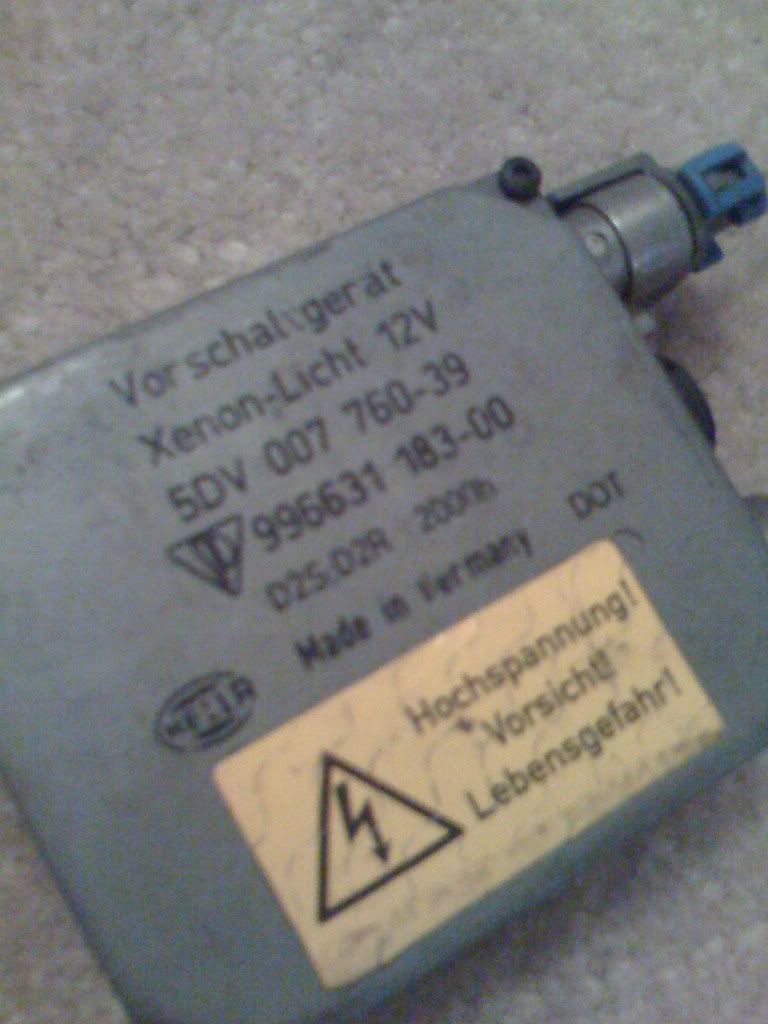 Vorschaltgerät
Xenon-Licht 12V
5DV 007 760-39
996631 183-00
D2S:D2R
DOT
Made in Germany
HELLA
Hochspannung!
Vorsicht!
Lebensgefahr!